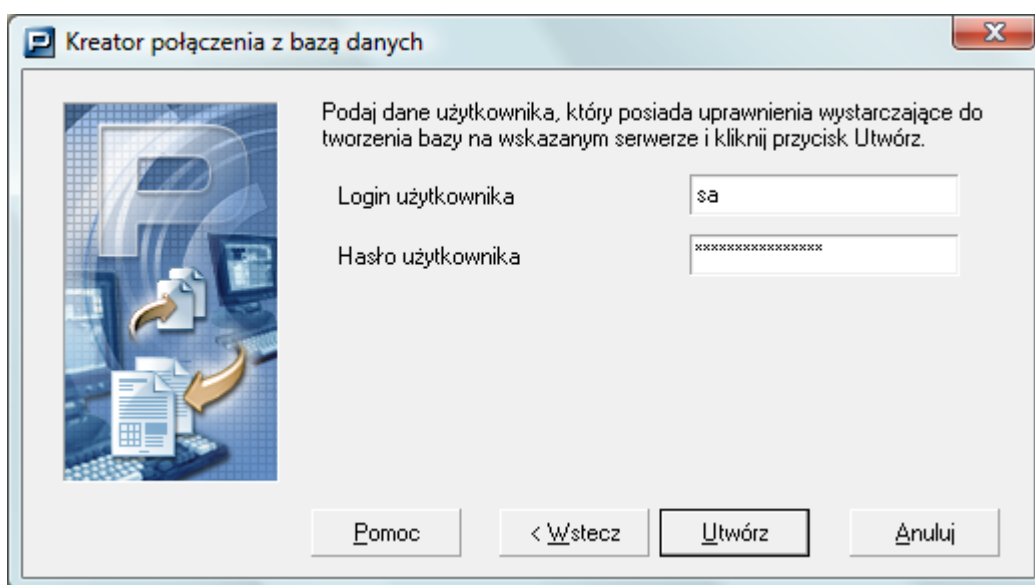 Kreator połączenia z bazą danych
Podaj dane użytkownika, który posiada uprawnienia wystarczające do
tworzenia bazy na wskazanym serwerze i kliknij przycisk Utwórz.
Login użytkownika
sa
Hasło użytkownika
****************
Pomoc
< Wstecz
Utwórz
Anuluj